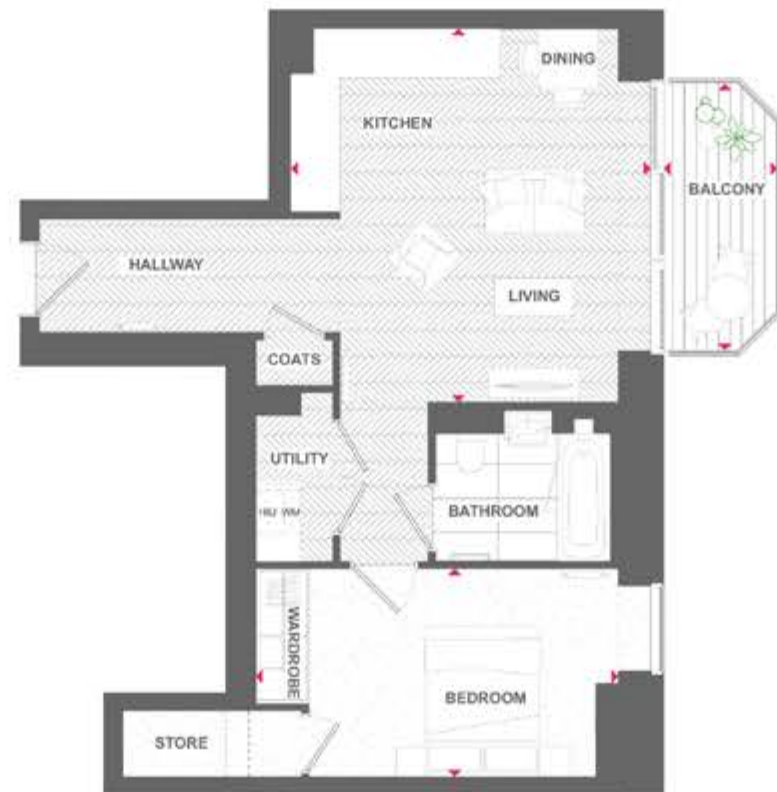 DINING
KITCHEN
BALCONY
HALLWAY
LIVING
COATS
UTILITY
HIU WM
BATHROOM
WARDROBE
BEDROOM
STORE